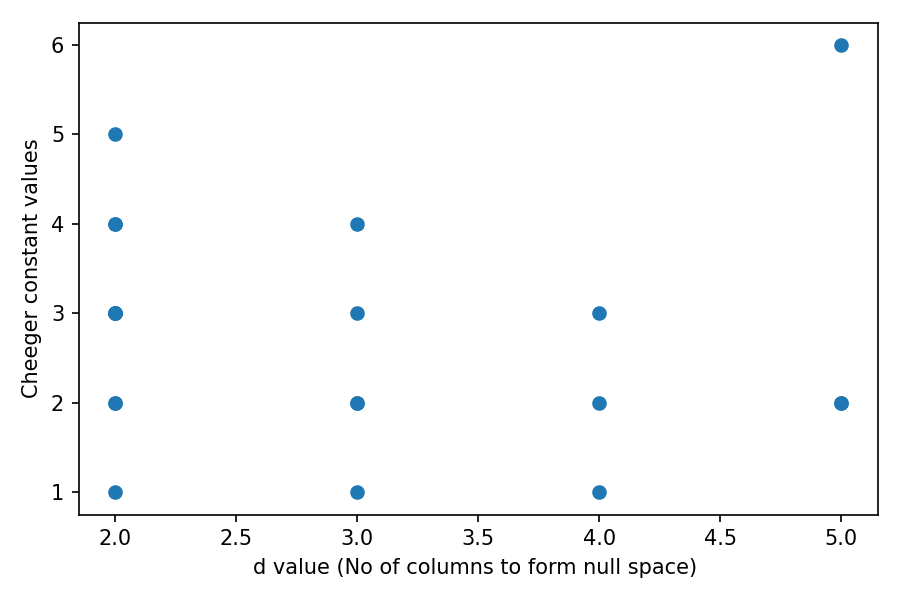 6
5
4
3
2
1
Cheeger constant values
2.0 2.5 3.0 3.5 4.0 4.5 5.0
d value (No of columns to form null space)